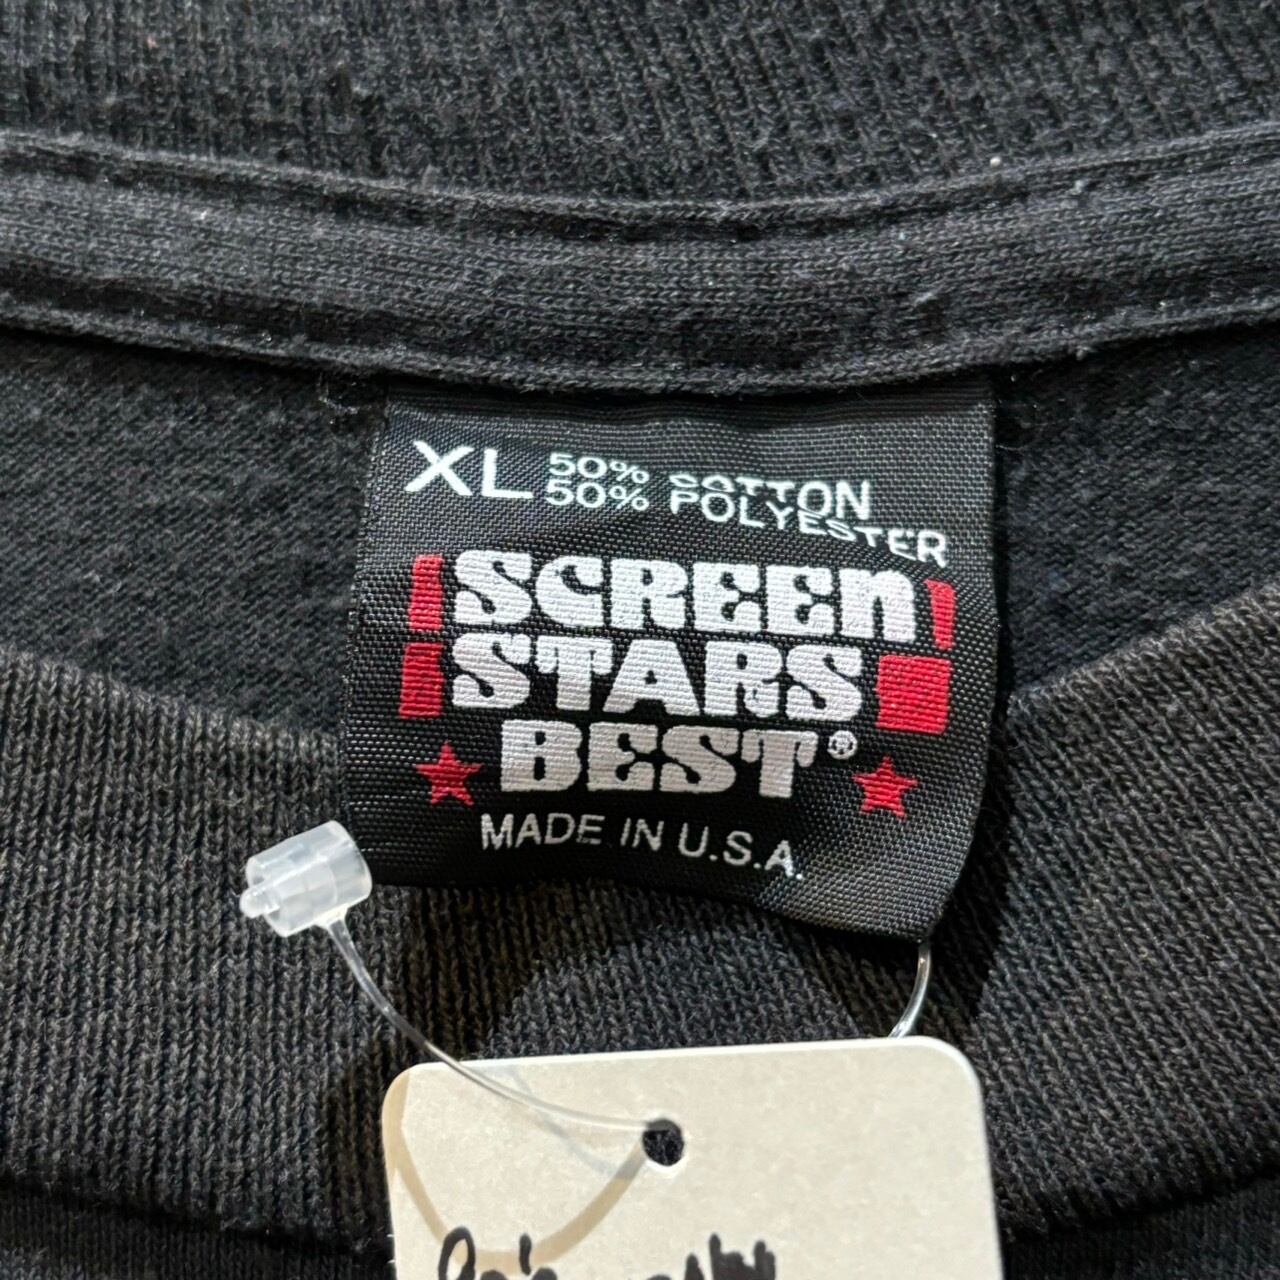 XL 50% COTTON
50% POLYESTER
SCREEN
STARS
BEST®
MADE IN U.S.A.